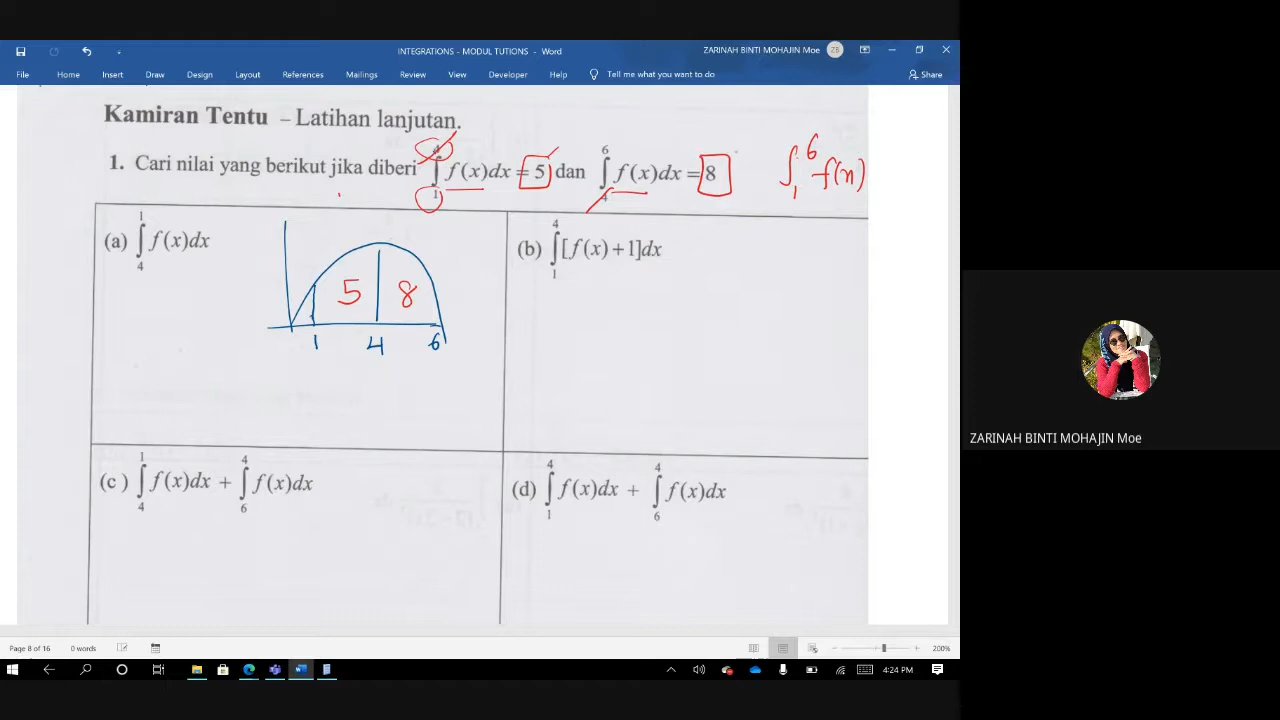 INTEGRATIONS - MODUL TUTIONS - Word
ZARINAH BINTI MOHAJIN Moe
ZB
File Home Insert Draw Design Layout References Mailings Review View Developer Help Tell me what you want to do Share
Kamiran Tentu – Latihan lanjutan.
1. Cari nilai yang berikut jika diberi ∫₁⁴ f(x)dx = 5 dan ∫₄⁶ f(x)dx = 8
∫₁⁶ f(x)
(a) ∫₄¹ f(x)dx
5 8
1 4 6
(b) ∫₁⁴ [f(x)+1]dx
(c ) ∫₄¹ f(x)dx + ∫₆⁴ f(x)dx
(d) ∫₁⁴ f(x)dx + ∫₆⁴ f(x)dx
ZARINAH BINTI MOHAJIN Moe
Page 8 of 16 0 words
200%
4:24 PM